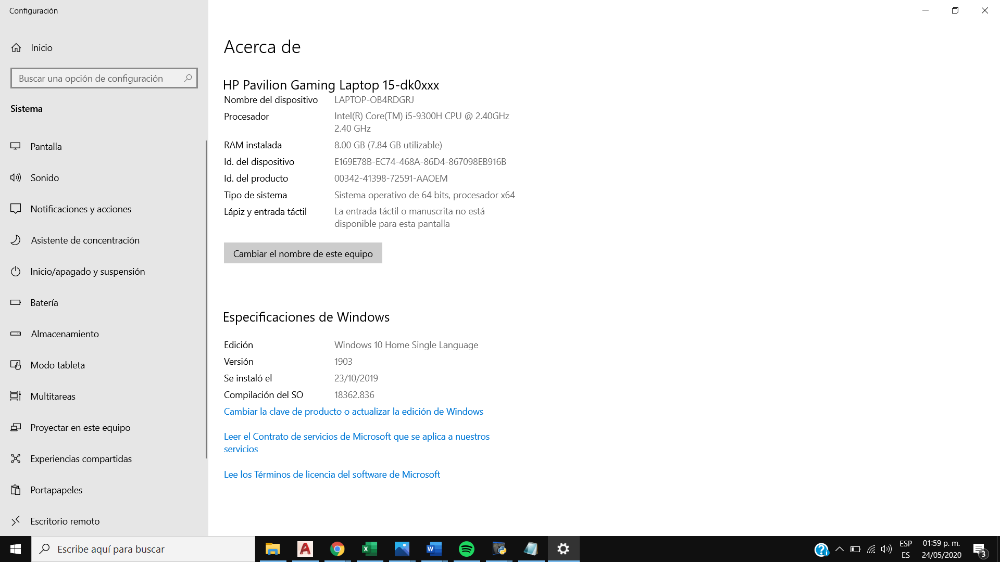 Configuración
Inicio
Buscar una opción de configuración
Sistema
Pantalla
Sonido
Notificaciones y acciones
Asistente de concentración
Inicio/apagado y suspensión
Batería
Almacenamiento
Modo tableta
Multitareas
Proyectar en este equipo
Experiencias compartidas
Portapapeles
Escritorio remoto
Acerca de
HP Pavilion Gaming Laptop 15-dk0xxx
Nombre del dispositivo LAPTOP-OB4RDGRJ
Procesador Intel(R) Core(TM) i5-9300H CPU @ 2.40GHz
2.40 GHz
RAM instalada 8.00 GB (7.84 GB utilizable)
Id. del dispositivo E169E78B-EC74-468A-86D4-867098EB916B
Id. del producto 00342-41398-72591-AAOEM
Tipo de sistema Sistema operativo de 64 bits, procesador x64
Lápiz y entrada táctil La entrada táctil o manuscrita no está
disponible para esta pantalla
Cambiar el nombre de este equipo
Especificaciones de Windows
Edición Windows 10 Home Single Language
Versión 1903
Se instaló el 23/10/2019
Compilación del SO 18362.836
Cambiar la clave de producto o actualizar la edición de Windows
Leer el Contrato de servicios de Microsoft que se aplica a nuestros
servicios
Lee los Términos de licencia del software de Microsoft
Escribe aquí para buscar
ESP
ES
01:59 p. m.
24/05/2020
3